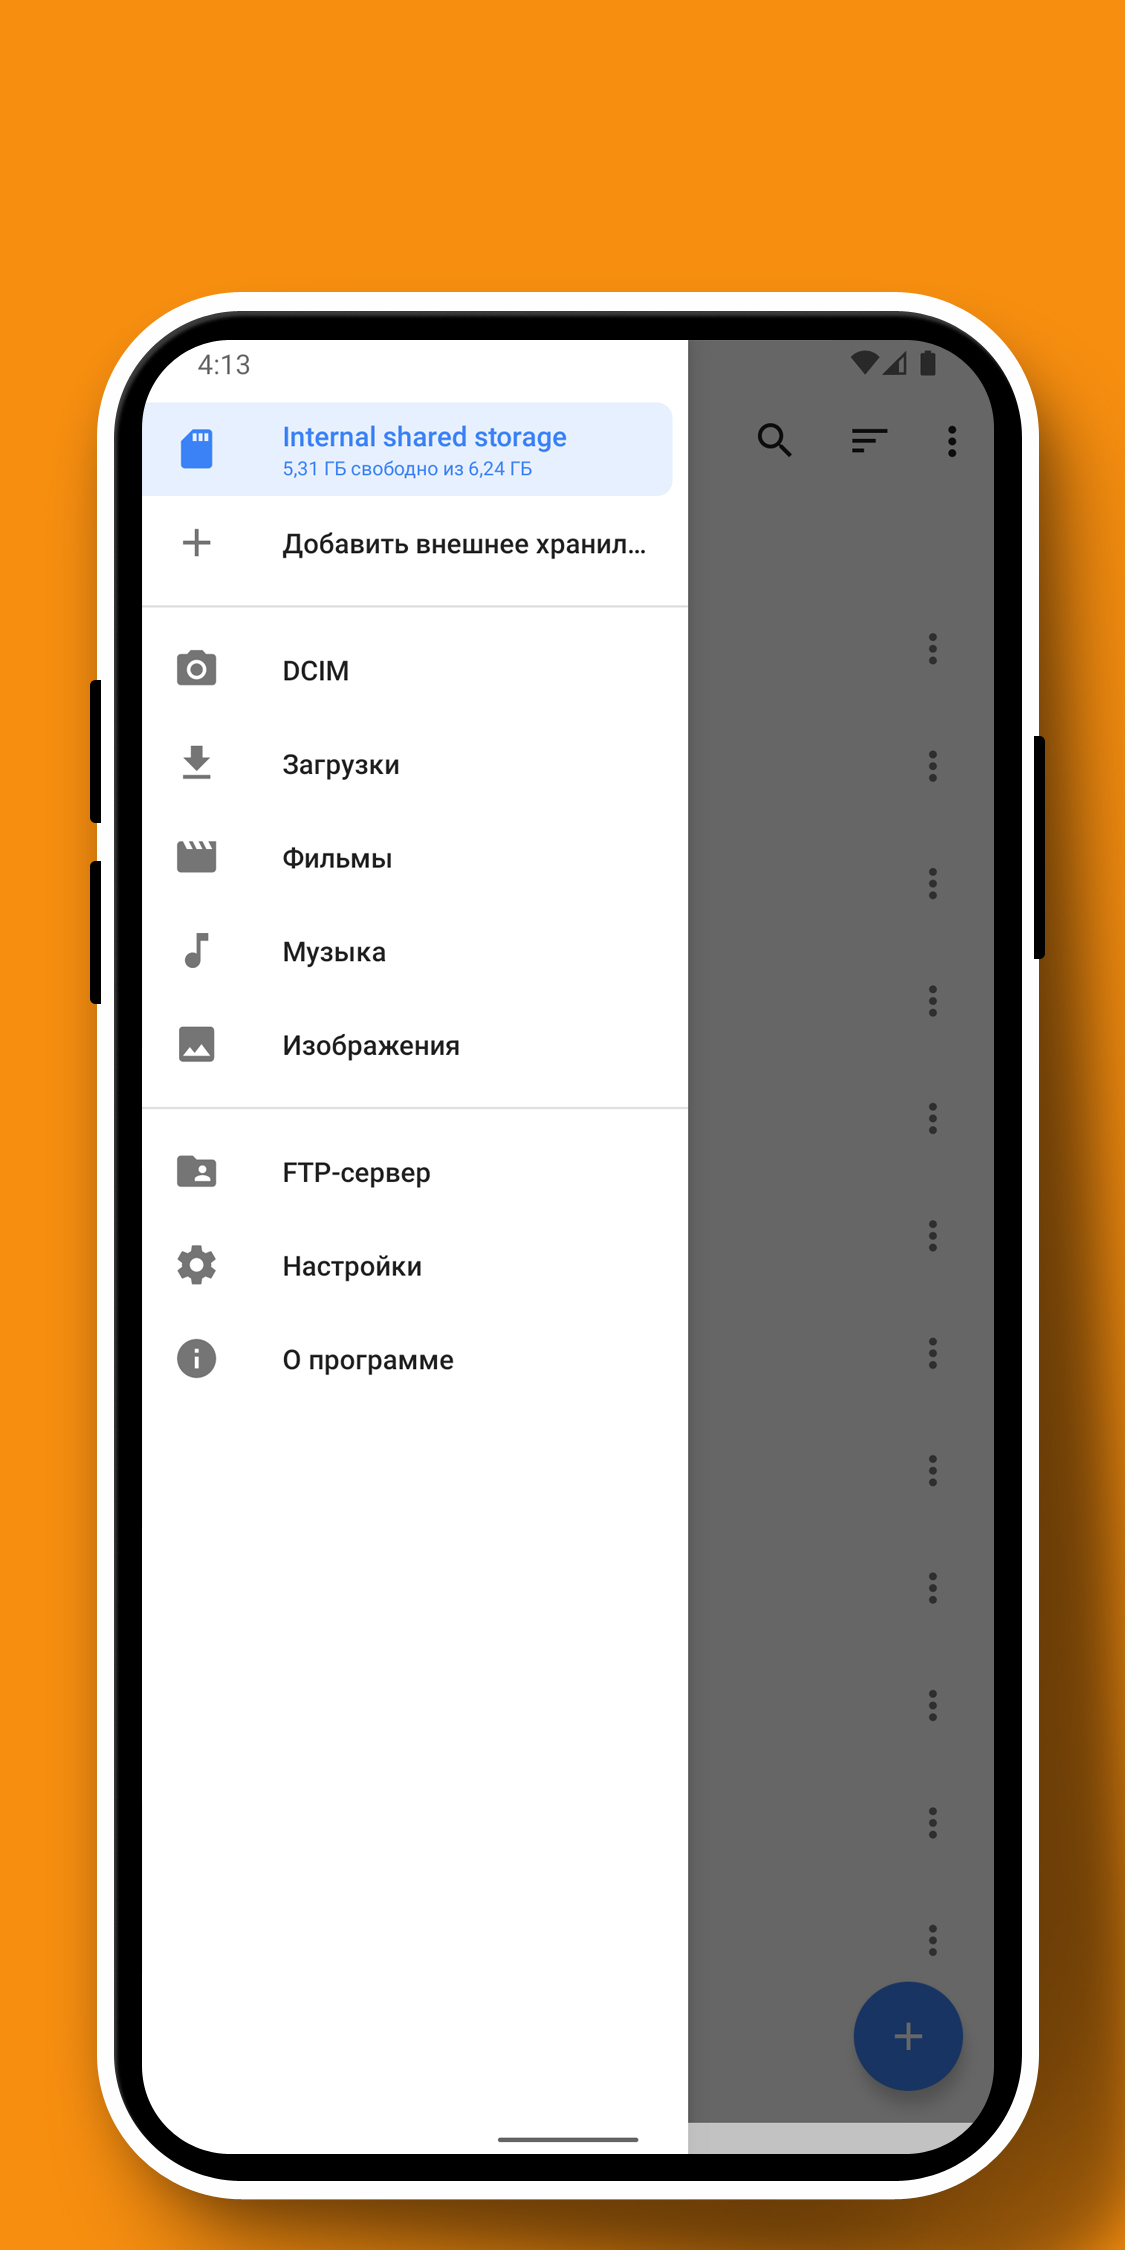 4:13
Internal shared storage
5,31 ГБ свободно из 6,24 ГБ
Добавить внешнее хранил...
DCIM
Загрузки
Фильмы
Музыка
Изображения
FTP-сервер
Настройки
О программе